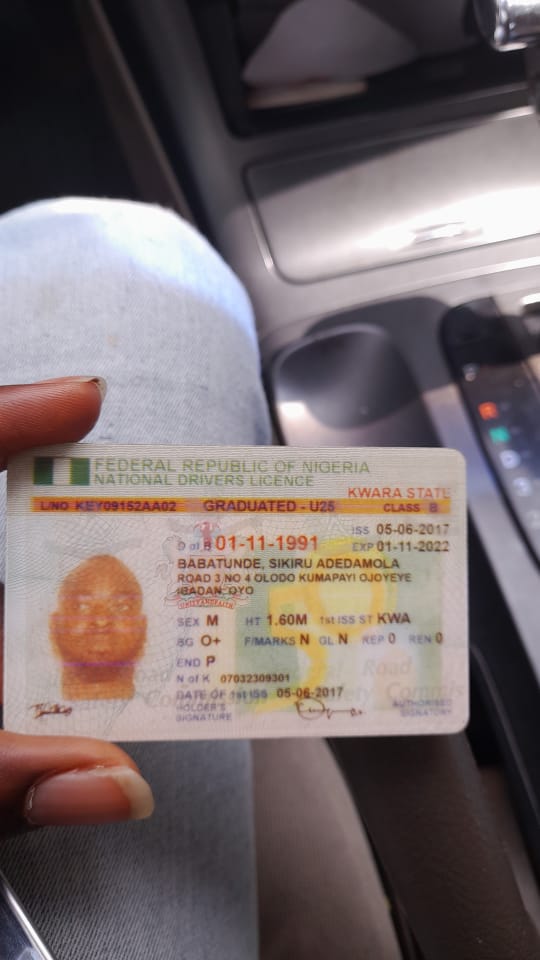 FEDERAL REPUBLIC OF NIGERIA
NATIONAL DRIVERS LICENCE
KWARA STATE
L/NO KEY09152AA02 GRADUATED - U25 CLASS B
ISS 05-06-2017
D of B 01-11-1991 EXP 01-11-2022
BABATUNDE, SIKIRU ADEDAMOLA
ROAD 3 NO 4 OLODO KUMAPAYI OJOYEYE
IBADAN, OYO
SEX M HT 1.60M 1st ISS ST KWA
BG O+ F/MARKS N GL N REP 0 REN 0
END P
N of K 07032309301
DATE OF 1st ISS 05-06-2017
HOLDER'S
SIGNATURE
AUTHORISED
SIGNATORY